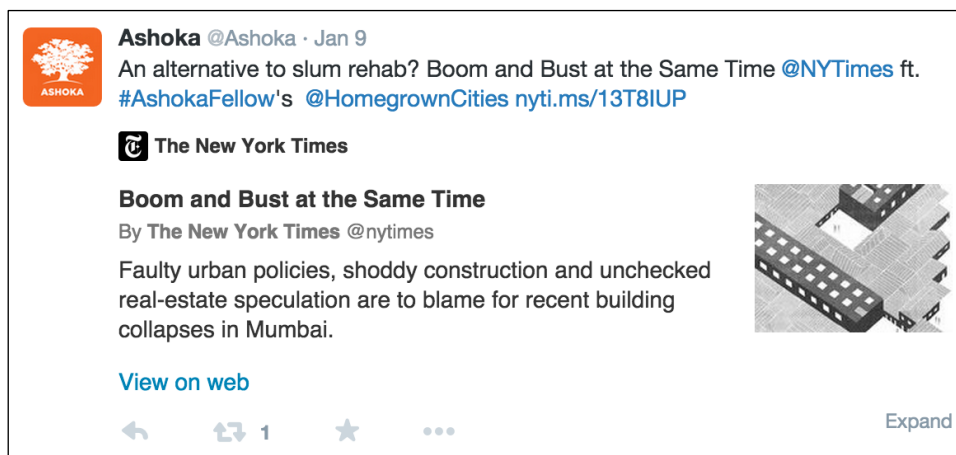 Ashoka @Ashoka · Jan 9
An alternative to slum rehab? Boom and Bust at the Same Time @NYTimes ft.
#AshokaFellow's @HomegrownCities nyti.ms/13T8IUP
ASHOKA
The New York Times
Boom and Bust at the Same Time
By The New York Times @nytimes
Faulty urban policies, shoddy construction and unchecked
real-estate speculation are to blame for recent building
collapses in Mumbai.
View on web
1
Expand